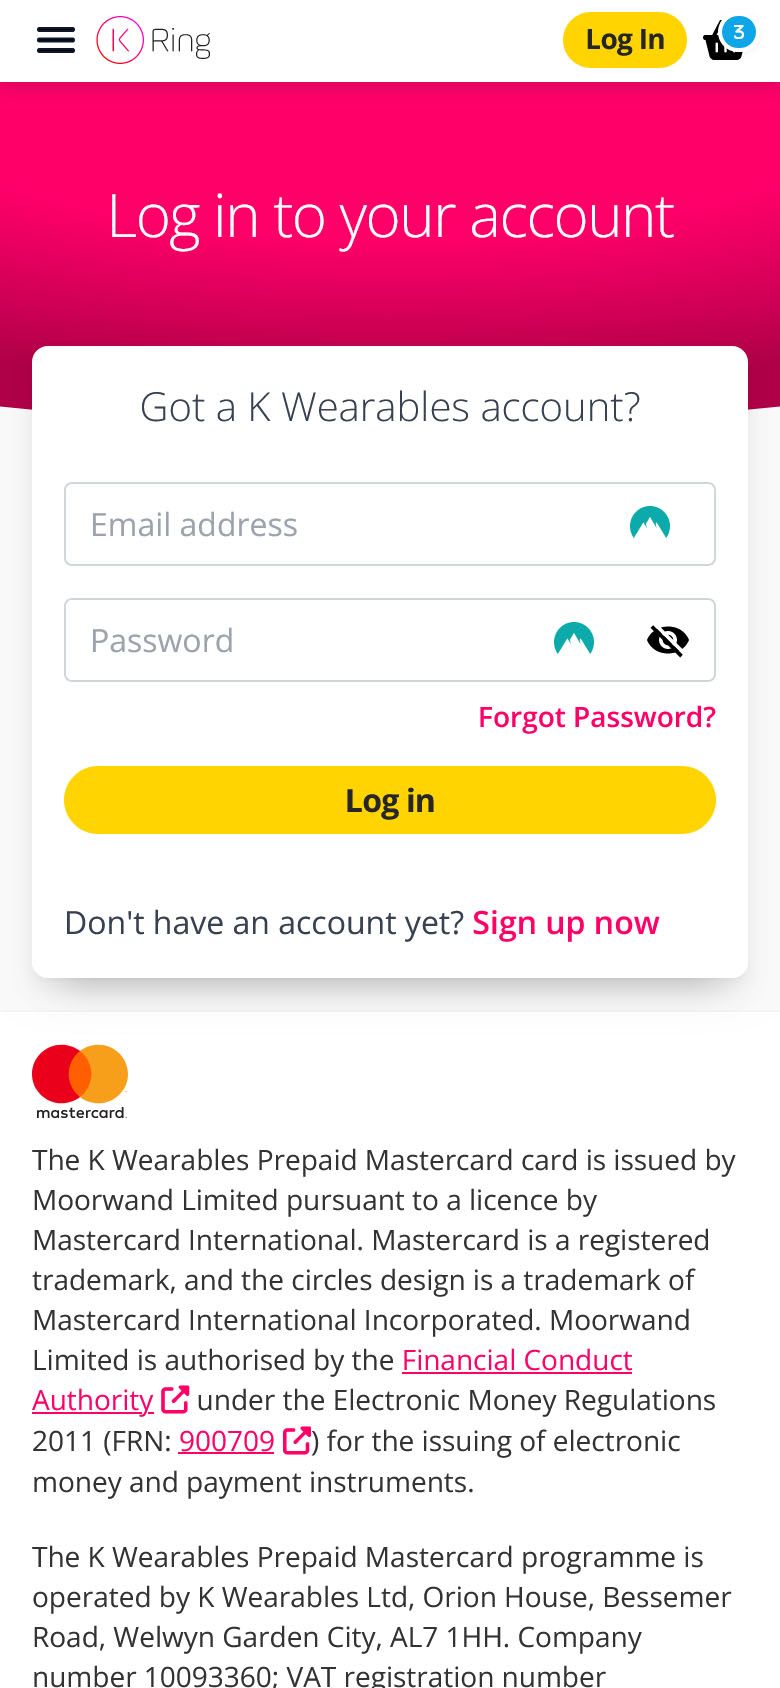 K Ring
Log In
3
Log in to your account
Got a K Wearables account?
Email address
Password
Forgot Password?
Log in
Don't have an account yet? Sign up now
mastercard.
The K Wearables Prepaid Mastercard card is issued by
Moorwand Limited pursuant to a licence by
Mastercard International. Mastercard is a registered
trademark, and the circles design is a trademark of
Mastercard International Incorporated. Moorwand
Limited is authorised by the Financial Conduct
Authority under the Electronic Money Regulations
2011 (FRN: 900709) for the issuing of electronic
money and payment instruments.
The K Wearables Prepaid Mastercard programme is
operated by K Wearables Ltd, Orion House, Bessemer
Road, Welwyn Garden City, AL7 1HH. Company
number 10093360; VAT registration number